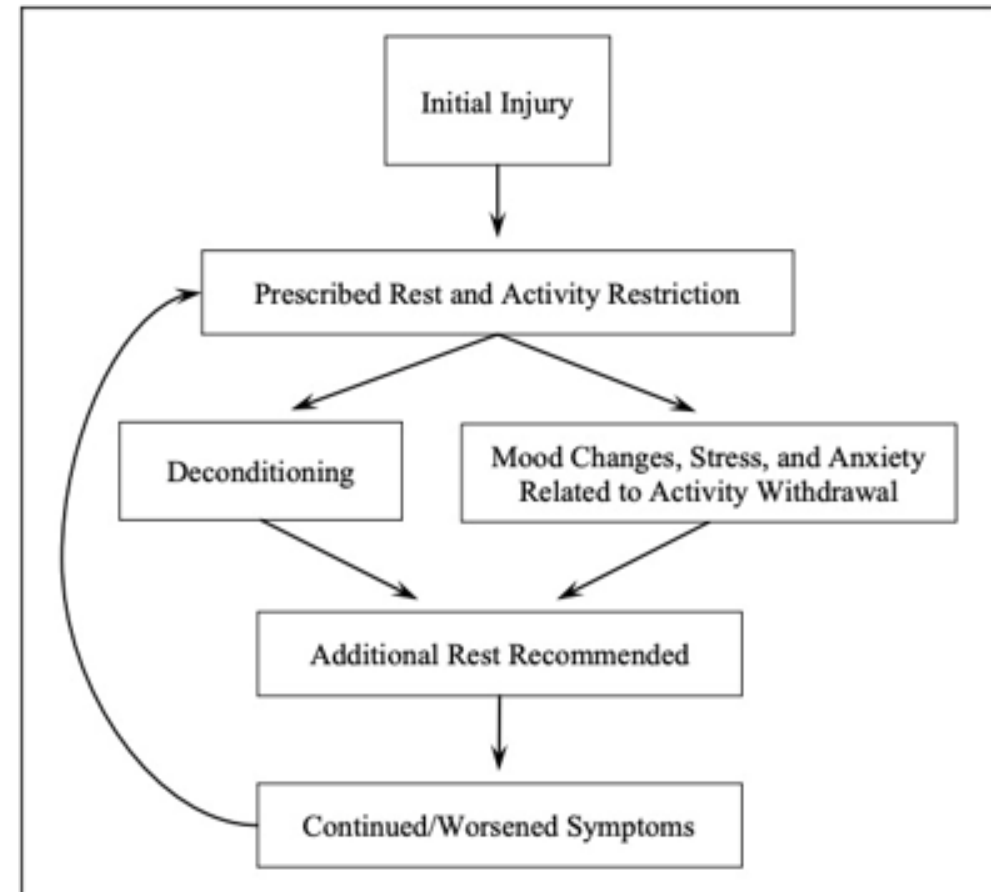 Initial Injury
Prescribed Rest and Activity Restriction
Deconditioning
Mood Changes, Stress, and Anxiety
Related to Activity Withdrawal
Additional Rest Recommended
Continued/Worsened Symptoms